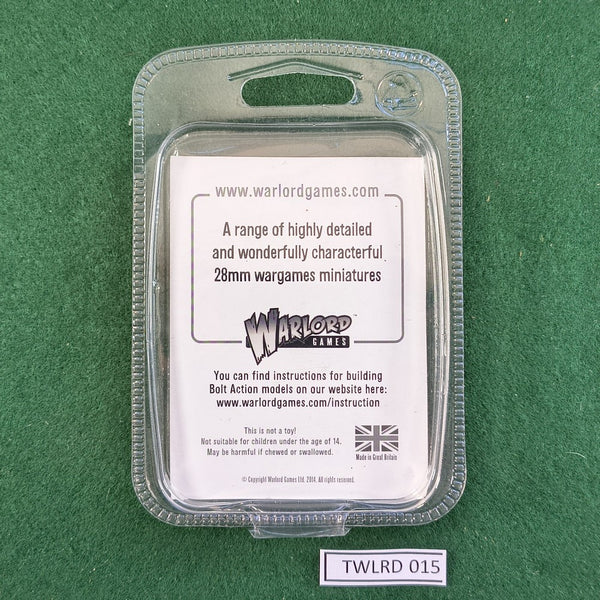 www.warlordgames.com
A range of highly detailed
and wonderfully characterful
28mm wargames miniatures
WARLORD
GAMES
™
You can find instructions for building
Bolt Action models on our website here:
www.warlordgames.com/instruction
This is not a toy!
Not suitable for children under the age of 14.
May be harmful if chewed or swallowed.
Made in Great Britain
© Copyright Warlord Games Ltd. 2014. All rights reserved.
TWLRD 015